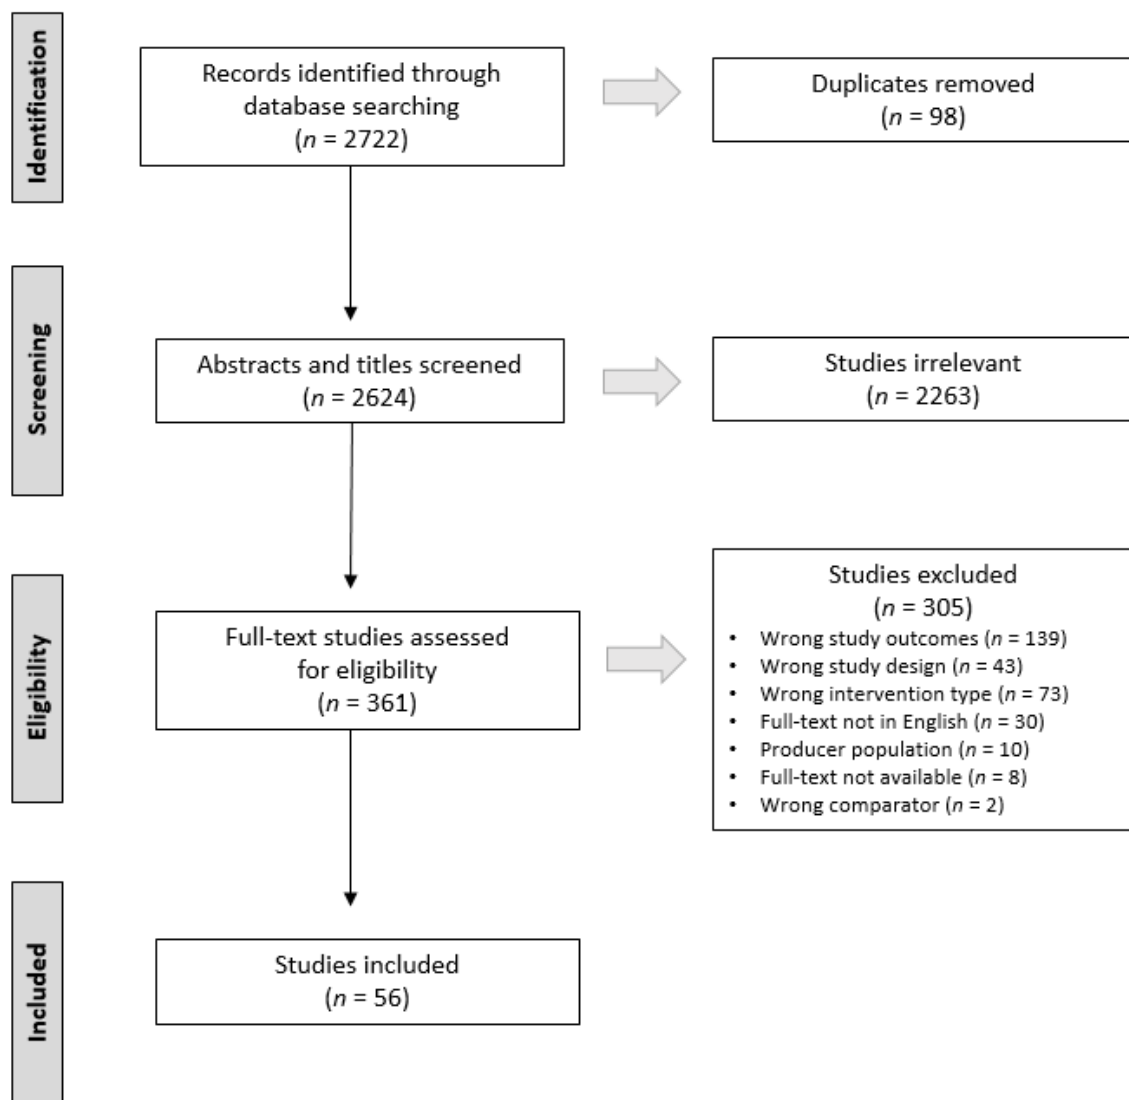 Identification
Records identified through
database searching
(n = 2722)
Duplicates removed
(n = 98)
Screening
Abstracts and titles screened
(n = 2624)
Studies irrelevant
(n = 2263)
Eligibility
Full-text studies assessed
for eligibility
(n = 361)
Studies excluded
(n = 305)
• Wrong study outcomes (n = 139)
• Wrong study design (n = 43)
• Wrong intervention type (n = 73)
• Full-text not in English (n = 30)
• Producer population (n = 10)
• Full-text not available (n = 8)
• Wrong comparator (n = 2)
Included
Studies included
(n = 56)